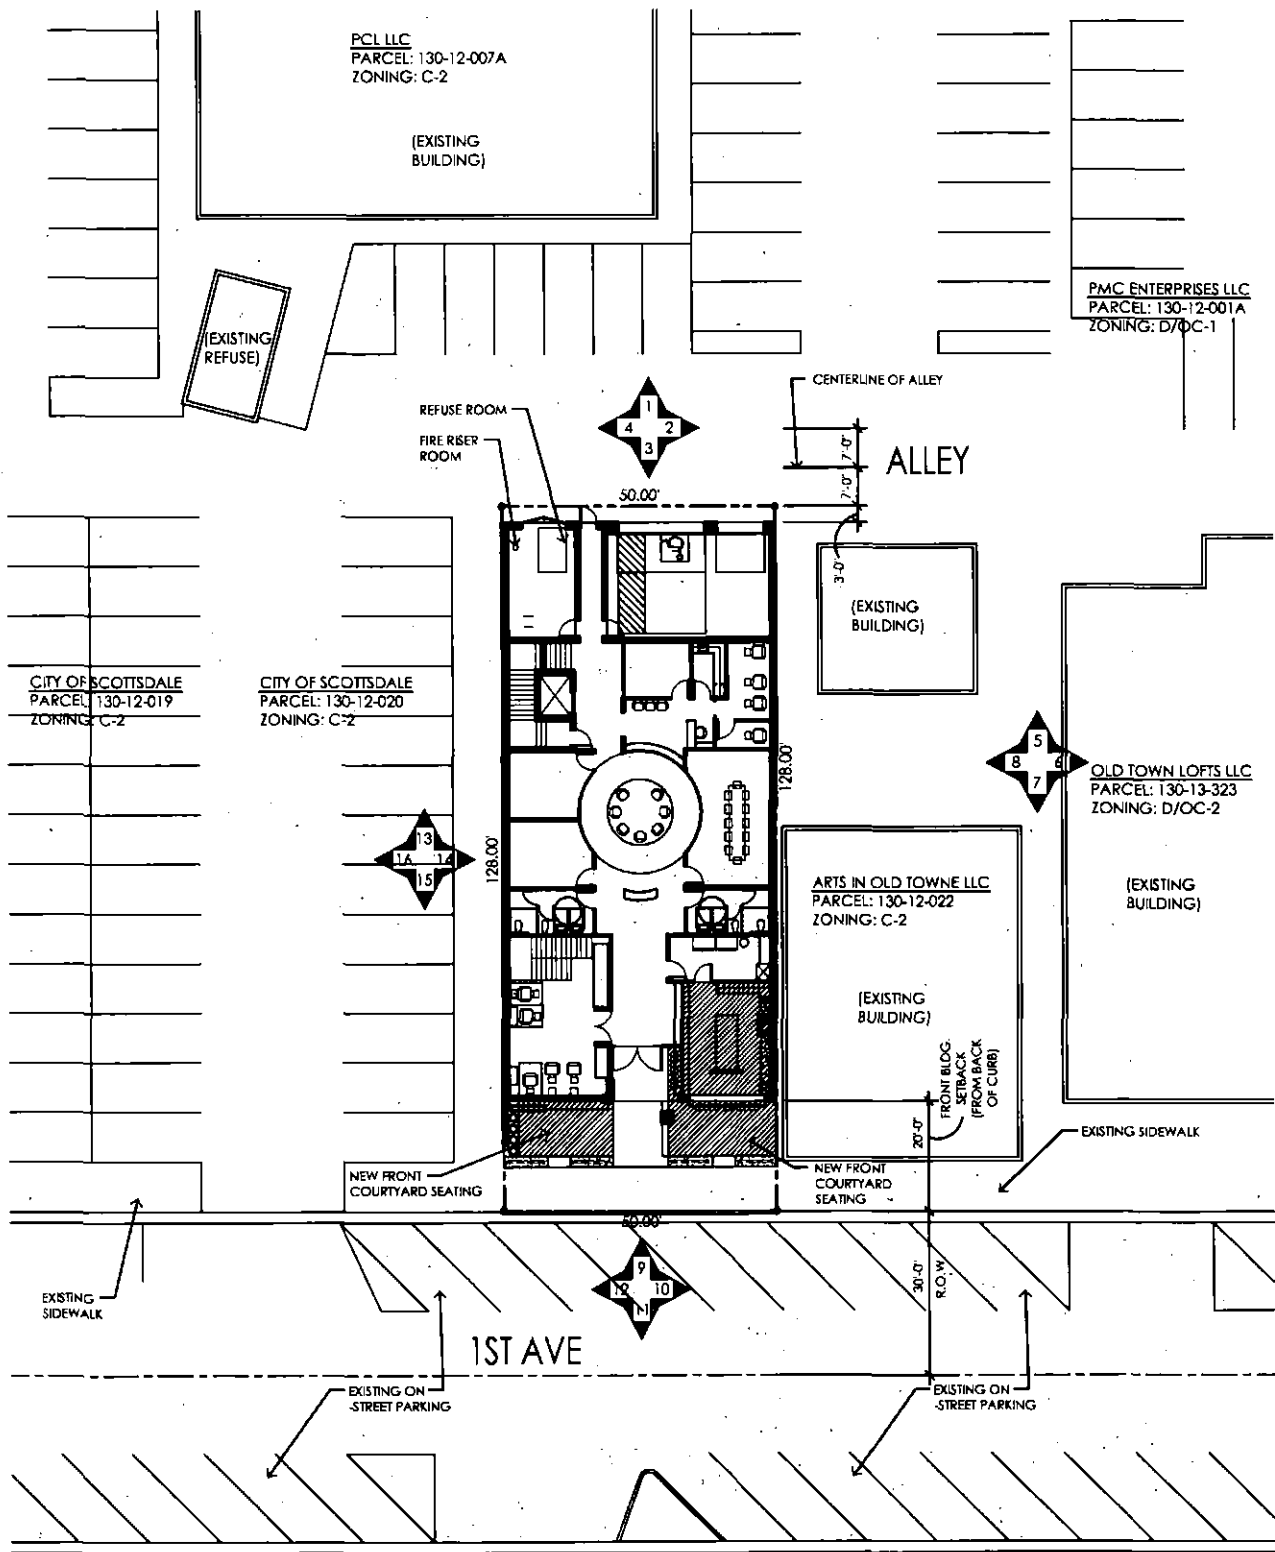 PCL LLC
PARCEL: 130-12-007A
ZONING: C-2
(EXISTING
BUILDING)
PMC ENTERPRISES LLC
PARCEL: 130-12-001A
ZONING: D/OC-1
(EXISTING
REFUSE)
CENTERLINE OF ALLEY
REFUSE ROOM
FIRE RISER
ROOM
1
4 2
3
7'-0"
ALLEY
7'-0"
50.00'
3'-0"
(EXISTING
BUILDING)
CITY OF SCOTTSDALE
PARCEL: 130-12-019
ZONING: C-2
CITY OF SCOTTSDALE
PARCEL: 130-12-020
ZONING: C-2
128.00'
5
8 6
7
OLD TOWN LOFTS LLC
PARCEL: 130-13-323
ZONING: D/OC-2
13
16 14
15
128.00'
ARTS IN OLD TOWNE LLC
PARCEL: 130-12-022
ZONING: C-2
(EXISTING
BUILDING)
(EXISTING
BUILDING)
FRONT BLDG.
SETBACK
(FROM BACK
OF CURB)
20'-0"
EXISTING SIDEWALK
NEW FRONT
COURTYARD SEATING
NEW FRONT
COURTYARD
SEATING
50.00'
9
12 10
11
30'-0"
R.O.W
EXISTING
SIDEWALK
1ST AVE
EXISTING ON
-STREET PARKING
EXISTING ON
-STREET PARKING